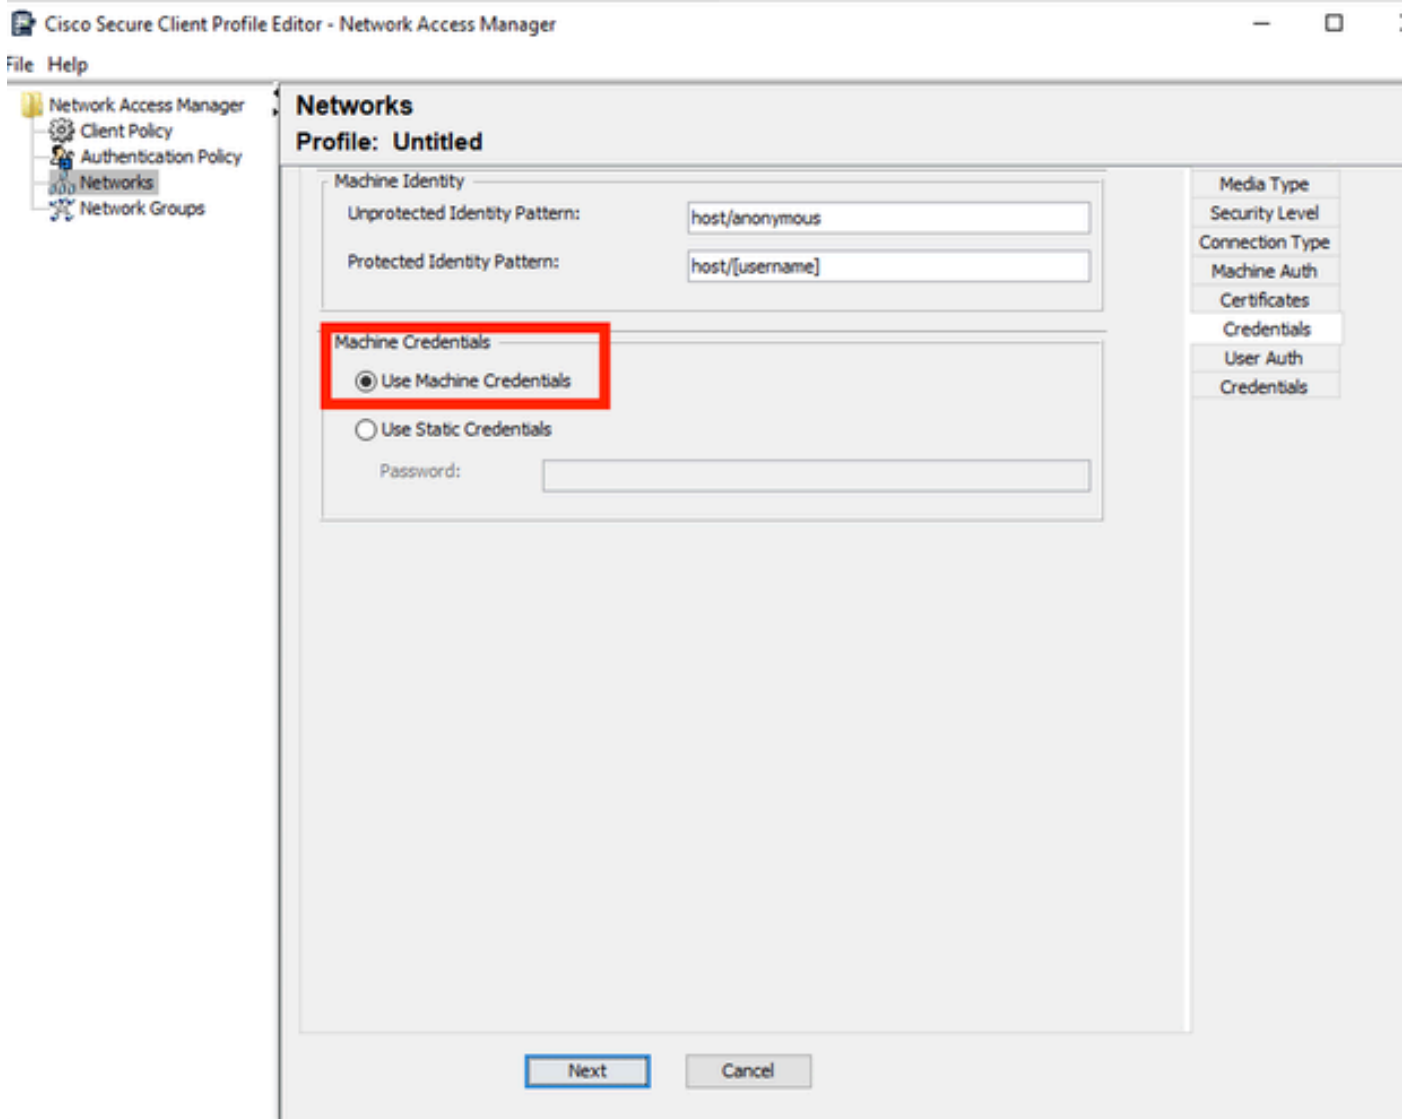 Cisco Secure Client Profile Editor - Network Access Manager
File Help
Network Access Manager
Client Policy
Authentication Policy
Networks
Network Groups
Networks
Profile: Untitled
Machine Identity
Unprotected Identity Pattern: host/anonymous
Protected Identity Pattern: host/[username]
Machine Credentials
Use Machine Credentials
Use Static Credentials
Password:
Media Type
Security Level
Connection Type
Machine Auth
Certificates
Credentials
User Auth
Credentials
Next Cancel